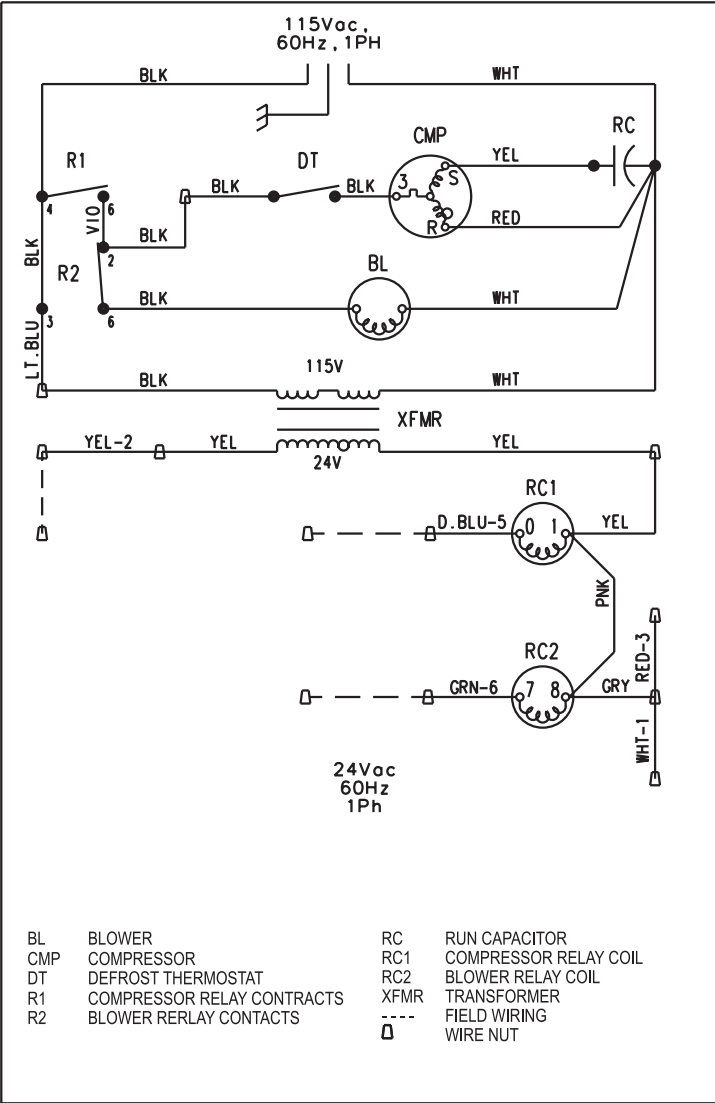 115Vac,
60Hz, 1PH
BLK
WHT
CMP
RC
R1
DT
YEL
BLK
BLK
3
S
4
6
VIO
R
RED
BLK
2
BLK
R2
BL
BLK
WHT
3
6
LT.BLU
115V
BLK
WHT
XFMR
YEL-2
YEL
YEL
24V
RC1
D.BLU-5
0 1
YEL
PNK
RC2
RED-3
GRN-6
7 8
GRY
WHT-1
24Vac
60Hz
1Ph
BL BLOWER
CMP COMPRESSOR
DT DEFROST THERMOSTAT
R1 COMPRESSOR RELAY CONTRACTS
R2 BLOWER RERLAY CONTACTS
RC RUN CAPACITOR
RC1 COMPRESSOR RELAY COIL
RC2 BLOWER RELAY COIL
XFMR TRANSFORMER
---- FIELD WIRING
WIRE NUT